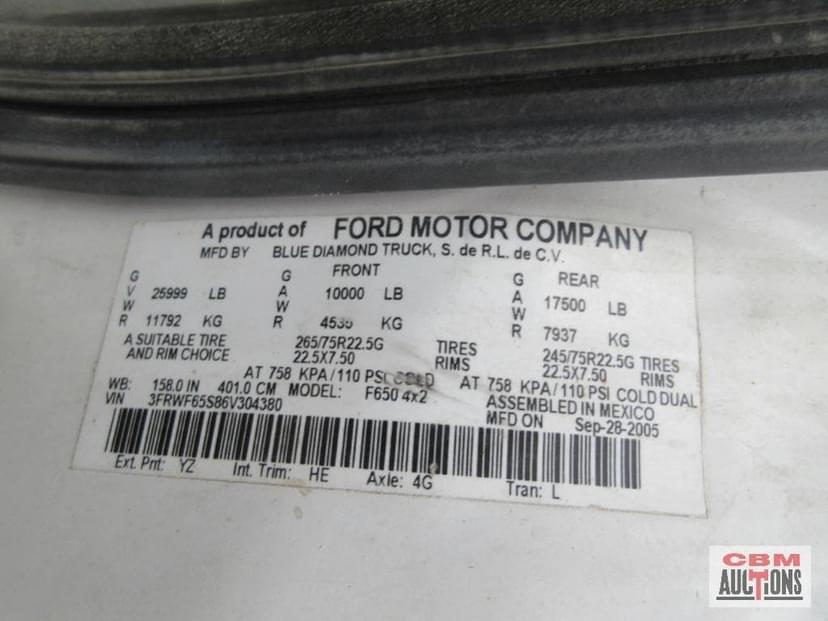 A product of FORD MOTOR COMPANY
MFD BY BLUE DIAMOND TRUCK, S. de R.L. de C.V.
G FRONT G REAR
V 25999 LB A 10000 LB A 17500 LB
W W W
R 11792 KG R KG R 7937 KG
A SUITABLE TIRE 265/75R22.5G TIRES 245/75R22.5G TIRES
AND RIM CHOICE 22.5X7.50 RIMS 22.5X7.50 RIMS
AT 758 KPA/110 PSI COLD AT 758 KPA/110 PSI COLD DUAL
WB: 158.0 IN 401.0 CM MODEL: F650 4x2 ASSEMBLED IN MEXICO
VIN 3FRWF65S86V304380 MFD ON Sep-28-2005
Ext. Pnt: YZ Int. Trim: HE Axle: 4G Tran: L
CBM
AUCTIONS